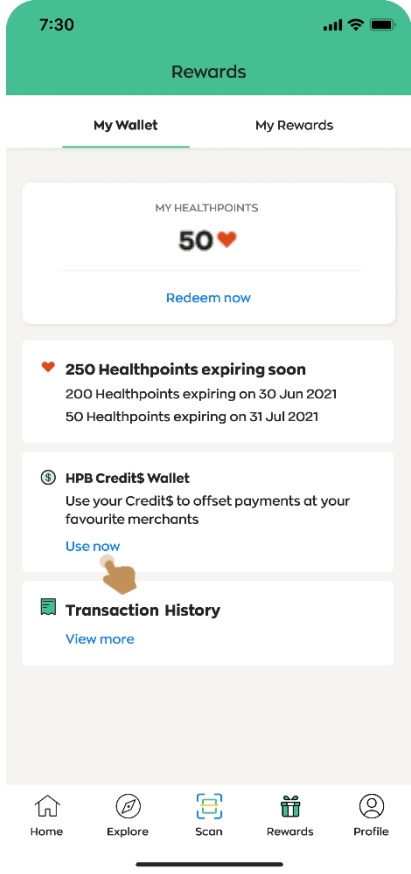 7:30
Rewards
My Wallet
My Rewards
MY HEALTHPOINTS
50
Redeem now
250 Healthpoints expiring soon
200 Healthpoints expiring on 30 Jun 2021
50 Healthpoints expiring on 31 Jul 2021
HPB Credit$ Wallet
Use your Credit$ to offset payments at your
favourite merchants
Use now
Transaction History
View more
Home
Explore
Scan
Rewards
Profile